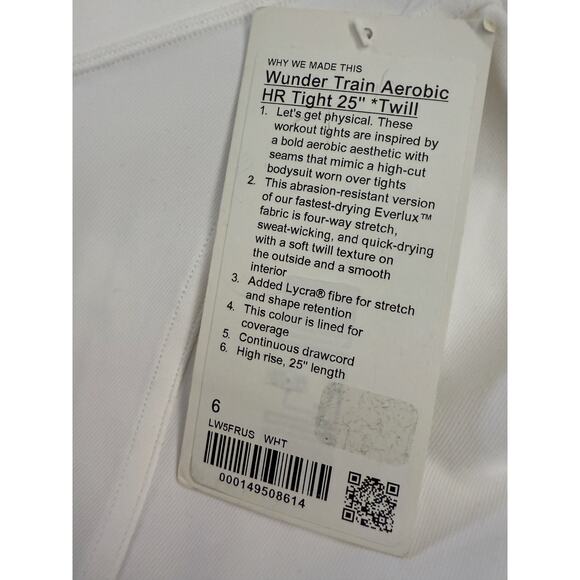 WHY WE MADE THIS
Wunder Train Aerobic
HR Tight 25" *Twill
1. Let's get physical. These
workout tights are inspired by
a bold aerobic aesthetic with
seams that mimic a high-cut
bodysuit worn over tights
2. This abrasion-resistant version
of our fastest-drying Everlux™
fabric is four-way stretch,
sweat-wicking, and quick-drying
with a soft twill texture on
the outside and a smooth
interior
3. Added Lycra® fibre for stretch
and shape retention
4. This colour is lined for
coverage
5. Continuous drawcord
6. High rise, 25" length
6
LW5FRUS WHT
000149508614